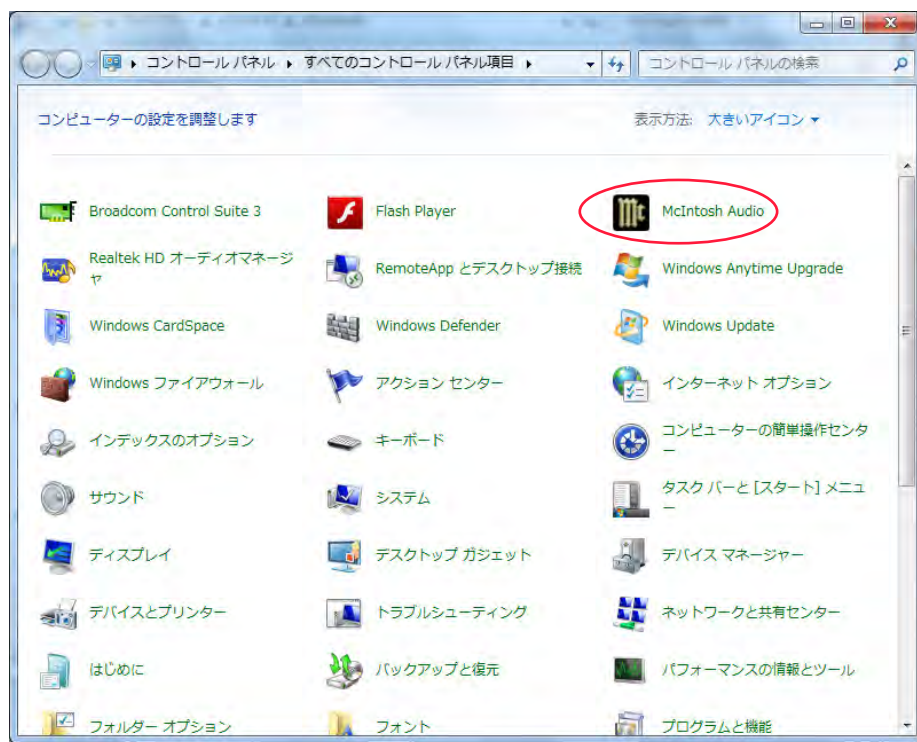 コントロール パネル ▸ すべてのコントロール パネル項目 ▸
コントロール パネルの検索
コンピューターの設定を調整します
表示方法: 大きいアイコン
Broadcom Control Suite 3
Flash Player
McIntosh Audio
Realtek HD オーディオマネージ
ャ
RemoteApp とデスクトップ接続
Windows Anytime Upgrade
Windows CardSpace
Windows Defender
Windows Update
Windows ファイアウォール
アクション センター
インターネット オプション
インデックスのオプション
キーボード
コンピューターの簡単操作センタ
ー
サウンド
システム
タスク バーと [スタート] メニュ
ー
ディスプレイ
デスクトップ ガジェット
デバイス マネージャー
デバイスとプリンター
トラブルシューティング
ネットワークと共有センター
はじめに
バックアップと復元
パフォーマンスの情報とツール
フォルダー オプション
フォント
プログラムと機能